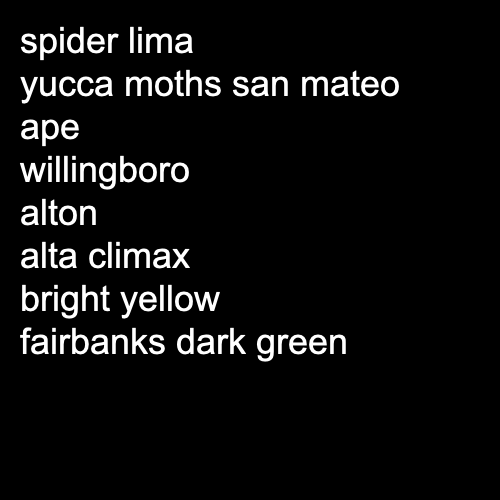 spider lima
yucca moths san mateo
ape
willingboro
alton
alta climax
bright yellow
fairbanks dark green